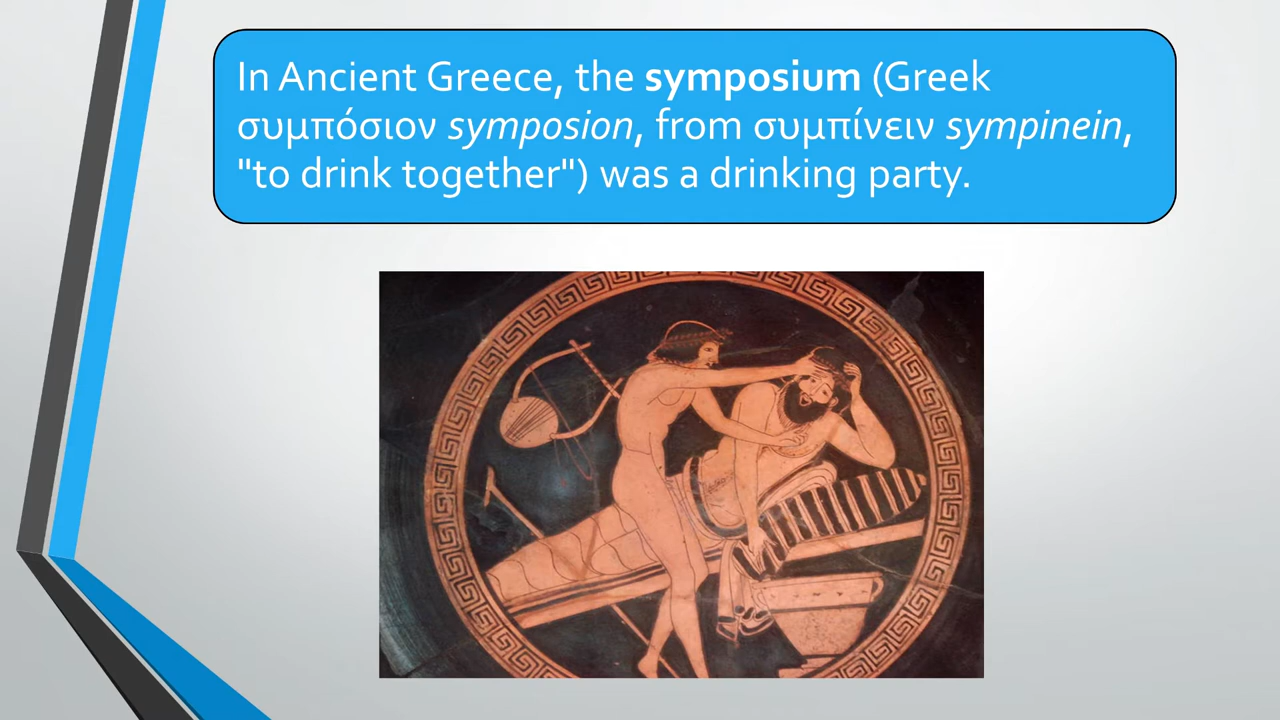 In Ancient Greece, the symposium (Greek
συμπόσιον symposion, from συμπίνειν sympinein,
"to drink together") was a drinking party.